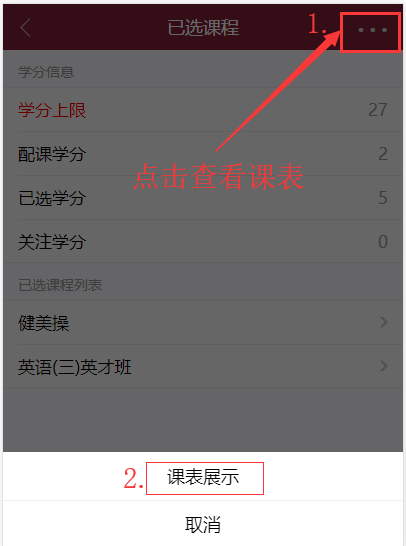 已选课程
1.
···
学分信息
学分上限 27
配课学分 2
点击查看课表
已选学分 5
关注学分 0
已选课程列表
健美操
英语(三)英才班
2. 课表展示
取消